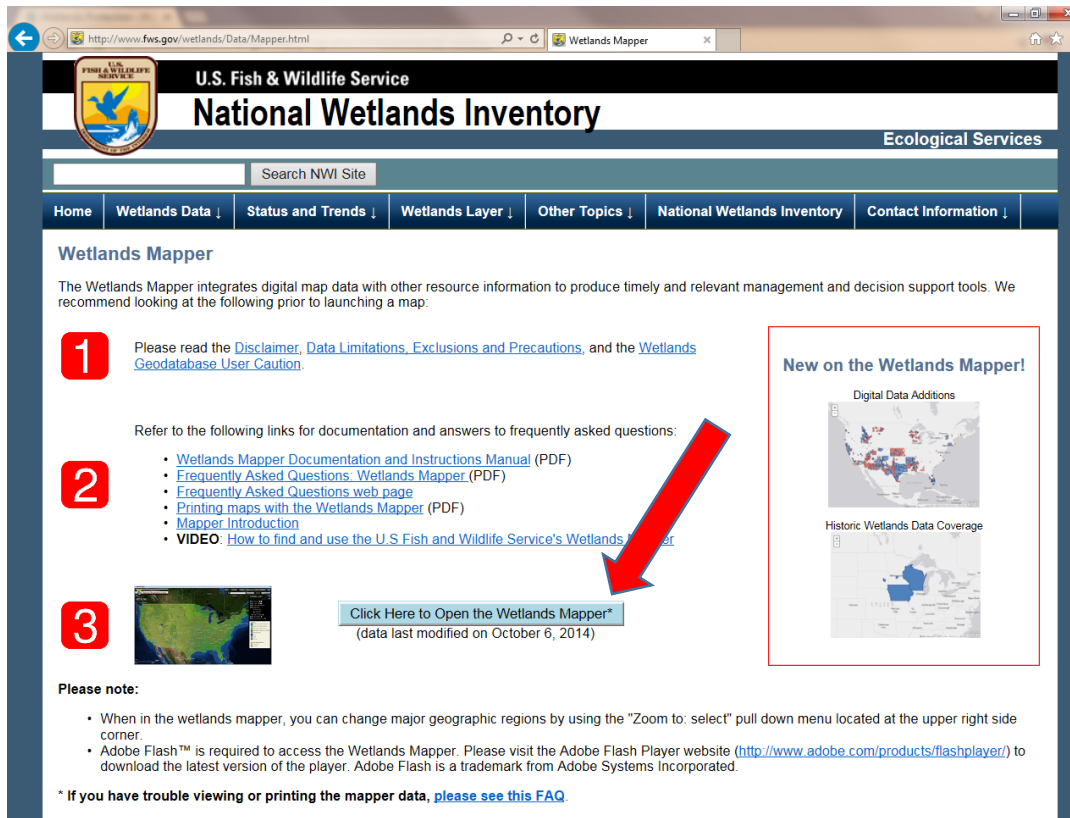 http://www.fws.gov/wetlands/Data/Mapper.html
Wetlands Mapper
U.S.
FISH & WILDLIFE
SERVICE
U.S. Fish & Wildlife Service
National Wetlands Inventory
Ecological Services
Search NWI Site
Home
Wetlands Data ↓
Status and Trends ↓
Wetlands Layer ↓
Other Topics ↓
National Wetlands Inventory
Contact Information ↓
Wetlands Mapper
The Wetlands Mapper integrates digital map data with other resource information to produce timely and relevant management and decision support tools. We
recommend looking at the following prior to launching a map:
1
Please read the Disclaimer, Data Limitations, Exclusions and Precautions, and the Wetlands
Geodatabase User Caution.
Refer to the following links for documentation and answers to frequently asked questions:
2
• Wetlands Mapper Documentation and Instructions Manual (PDF)
• Frequently Asked Questions: Wetlands Mapper (PDF)
• Frequently Asked Questions web page
• Printing maps with the Wetlands Mapper (PDF)
• Mapper Introduction
• VIDEO: How to find and use the U.S Fish and Wildlife Service's Wetlands
3
Click Here to Open the Wetlands Mapper*
(data last modified on October 6, 2014)
New on the Wetlands Mapper!
Digital Data Additions
Historic Wetlands Data Coverage
Please note:
• When in the wetlands mapper, you can change major geographic regions by using the "Zoom to: select" pull down menu located at the upper right side
corner.
• Adobe Flash™ is required to access the Wetlands Mapper. Please visit the Adobe Flash Player website (http://www.adobe.com/products/flashplayer/) to
download the latest version of the player. Adobe Flash is a trademark from Adobe Systems Incorporated.
* If you have trouble viewing or printing the mapper data, please see this FAQ.